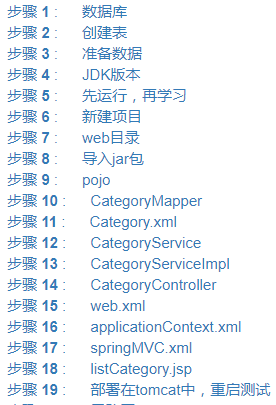 步骤 1 : 数据库
步骤 2 : 创建表
步骤 3 : 准备数据
步骤 4 : JDK版本
步骤 5 : 先运行，再学习
步骤 6 : 新建项目
步骤 7 : web目录
步骤 8 : 导入jar包
步骤 9 : pojo
步骤 10 : CategoryMapper
步骤 11 : Category.xml
步骤 12 : CategoryService
步骤 13 : CategoryServiceImpl
步骤 14 : CategoryController
步骤 15 : web.xml
步骤 16 : applicationContext.xml
步骤 17 : springMVC.xml
步骤 18 : listCategory.jsp
步骤 19 : 部署在tomcat中，重启测试